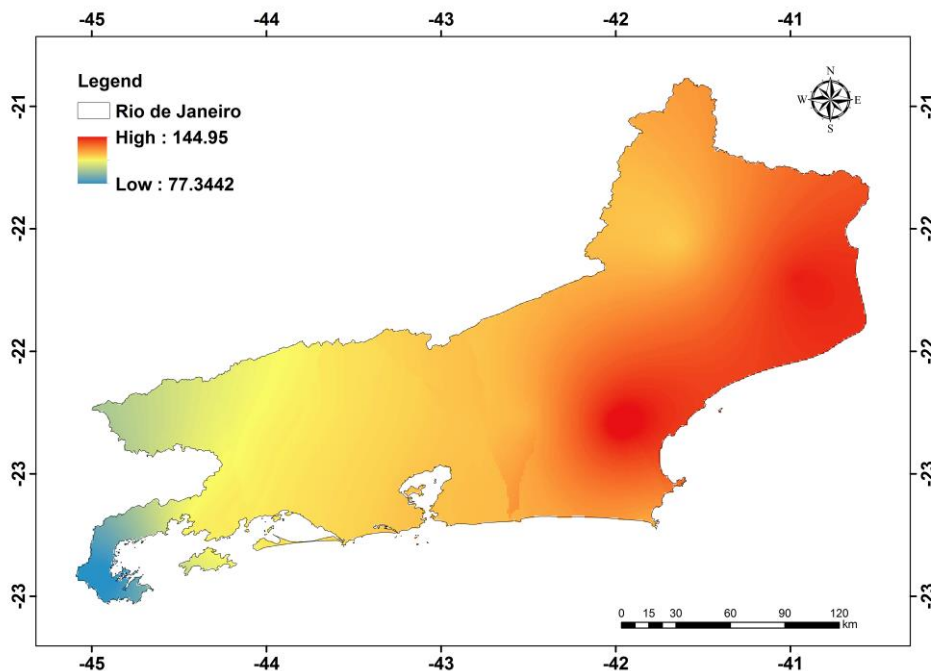 -45 -44 -43 -42 -41
Legend
Rio de Janeiro
High : 144.95
Low : 77.3442
N
W E
S
-21 -21
-22 -22
-22 -22
-23 -23
-23 -23
0 15 30 60 90 120
km
-45 -44 -43 -42 -41